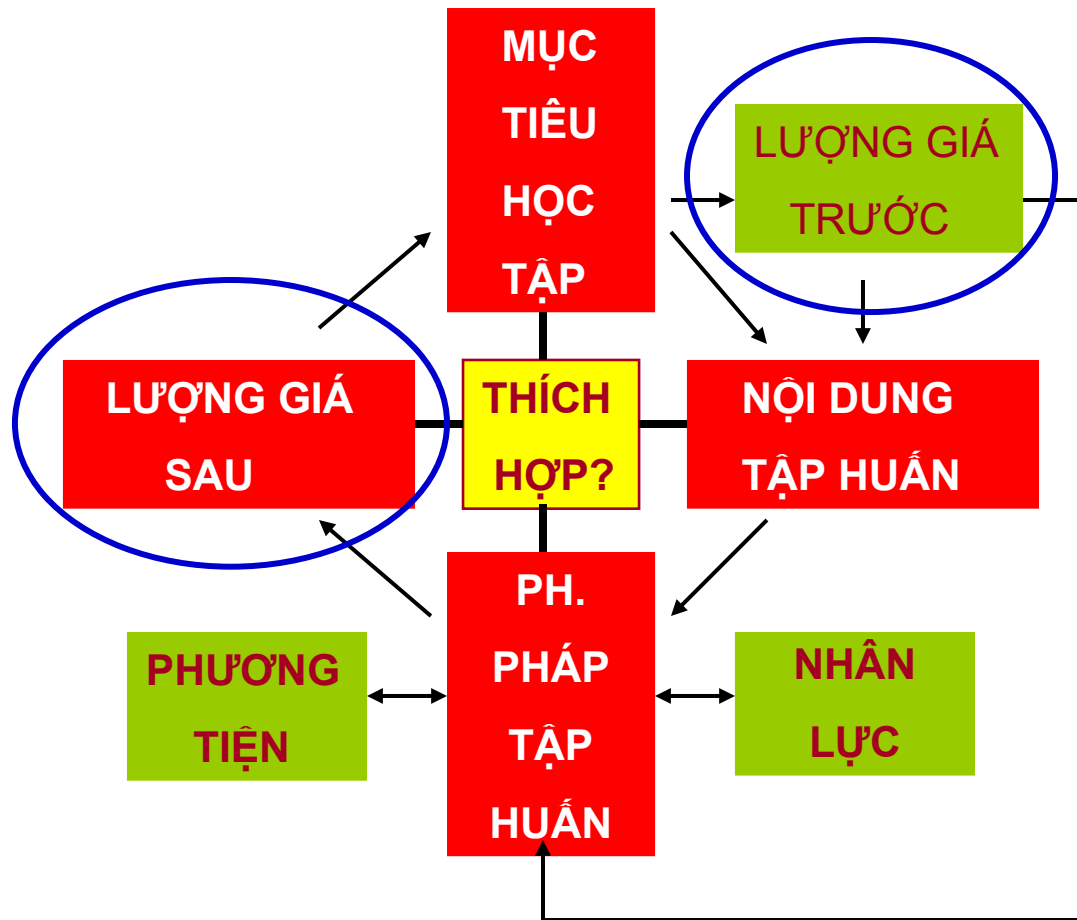 MỤC
TIÊU
HỌC
TẬP
LƯỢNG GIÁ
TRƯỚC
LƯỢNG GIÁ
SAU
THÍCH
HỢP?
NỘI DUNG
TẬP HUẤN
PH.
PHÁP
TẬP
HUẤN
PHƯƠNG
TIỆN
NHÂN
LỰC